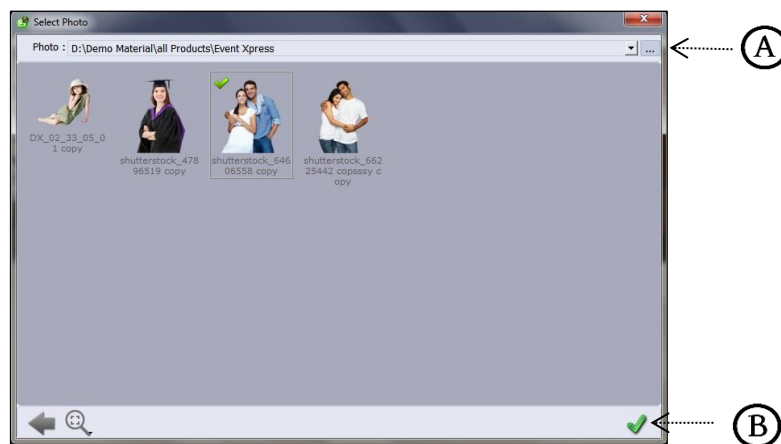 Select Photo
Photo : D:\Demo Material\all Products\Event Xpress
...
A
DX_02_33_05_0
1 copy
shutterstock_478
96519 copy
shutterstock_646
06558 copy
shutterstock_662
25442 copsssy c
opy
B